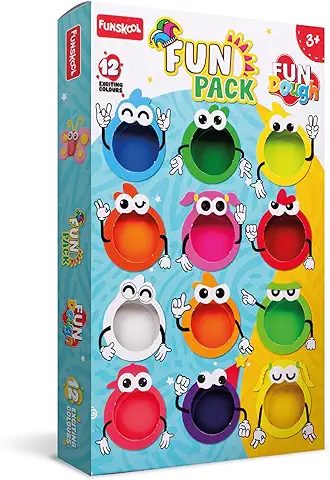 FUNSKOOL
12
EXCITING
COLOURS
FUN
PACK
FUN
Dough
3+
FUNSKOOL
FUN
PACK
FUN
Dough
12
EXCITING
COLOURS